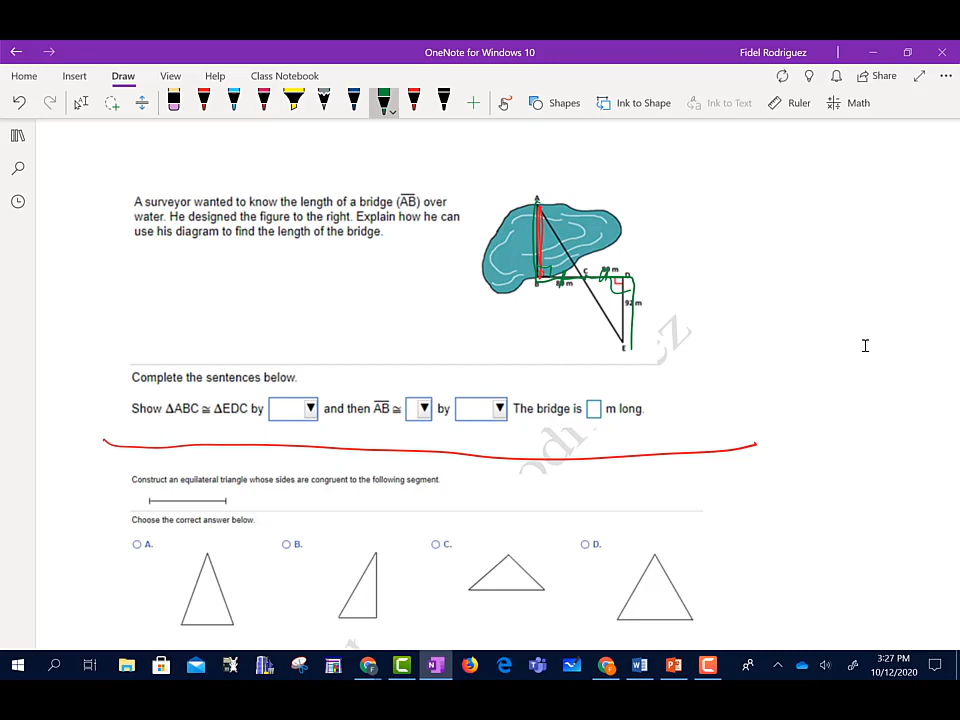 OneNote for Windows 10
Fidel Rodriguez
Home Insert Draw View Help Class Notebook
Share
Shapes Ink to Shape Ink to Text Ruler Math
A surveyor wanted to know the length of a bridge (AB) over
water. He designed the figure to the right. Explain how he can
use his diagram to find the length of the bridge.
A
C
m
D
B
m
92 m
E
Complete the sentences below.
Show ΔABC ≅ ΔEDC by and then AB ≅ by The bridge is m long.
Construct an equilateral triangle whose sides are congruent to the following segment.
Choose the correct answer below.
A. B. C. D.
3:27 PM
10/12/2020